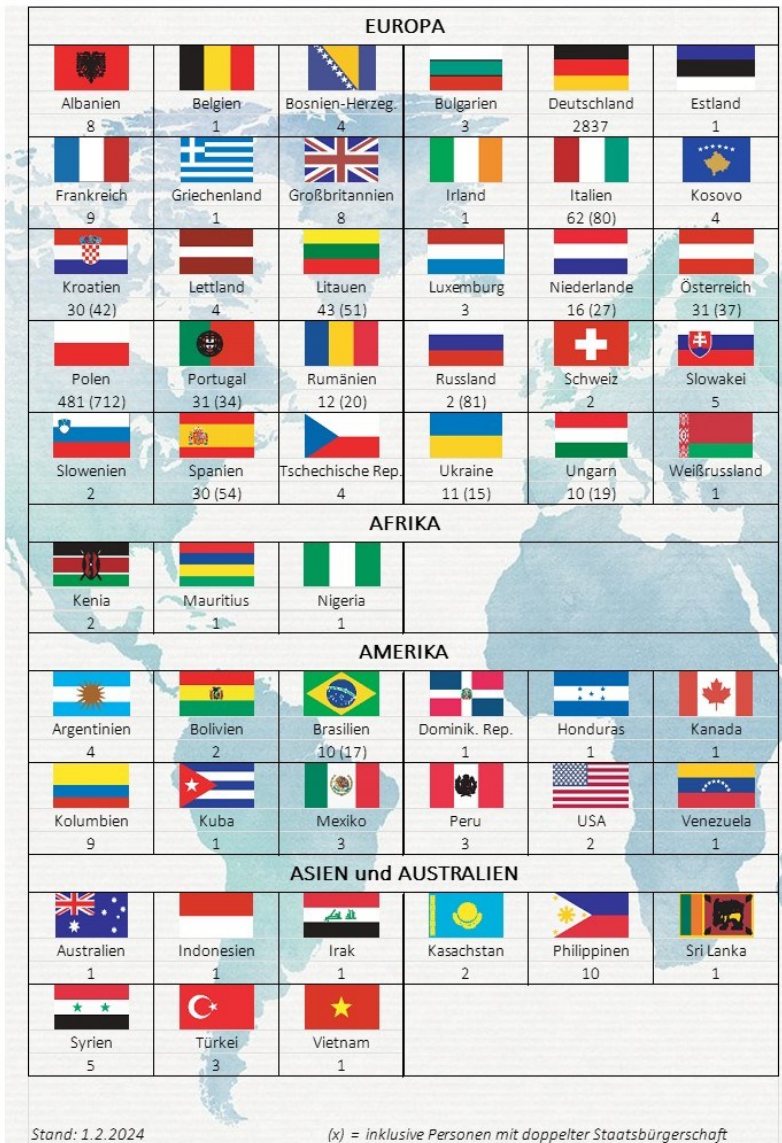 EUROPA
Albanien Belgien Bosnien-Herzeg. Bulgarien Deutschland Estland
8 1 4 3 2837 1
Frankreich Griechenland Großbritannien Irland Italien Kosovo
9 1 8 1 62 (80) 4
Kroatien Lettland Litauen Luxemburg Niederlande Österreich
30 (42) 4 43 (51) 3 16 (27) 31 (37)
Polen Portugal Rumänien Russland Schweiz Slowakei
481 (712) 31 (34) 12 (20) 2 (81) 2 5
Slowenien Spanien Tschechische Rep. Ukraine Ungarn Weißrussland
2 30 (54) 4 11 (15) 10 (19) 1
AFRIKA
Kenia Mauritius Nigeria
2 1 1
AMERIKA
Argentinien Bolivien Brasilien Dominik. Rep. Honduras Kanada
4 2 10 (17) 1 1 1
Kolumbien Kuba Mexiko Peru USA Venezuela
9 1 3 3 2 1
ASIEN und AUSTRALIEN
Australien Indonesien Irak Kasachstan Philippinen Sri Lanka
1 1 1 2 10 1
Syrien Türkei Vietnam
5 3 1
Stand: 1.2.2024 (x) = inklusive Personen mit doppelter Staatsbürgerschaft